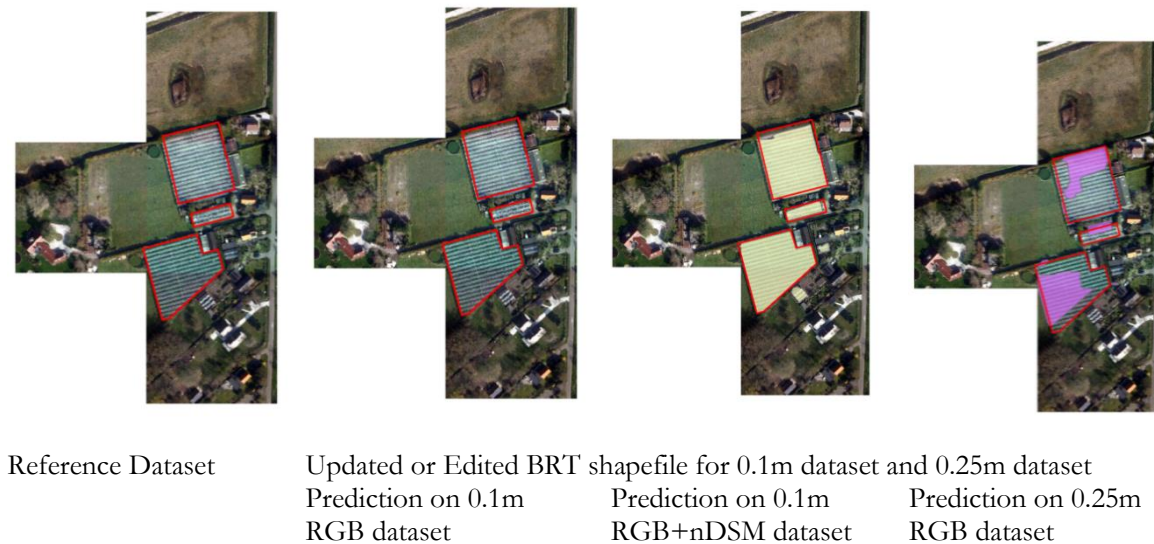 Reference Dataset
Updated or Edited BRT shapefile for 0.1m dataset and 0.25m dataset
Prediction on 0.1m RGB dataset
Prediction on 0.1m RGB+nDSM dataset
Prediction on 0.25m RGB dataset